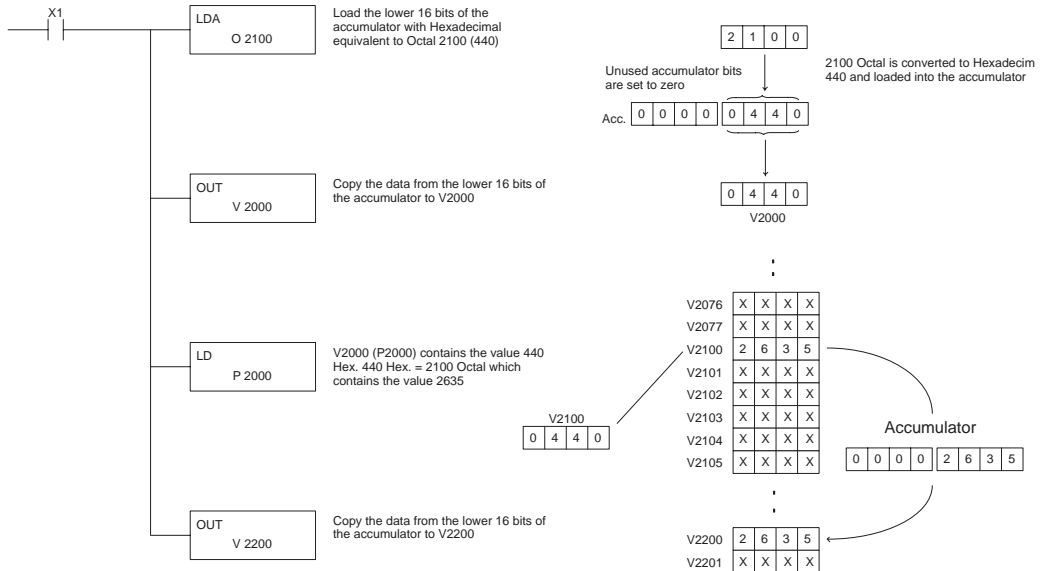 X1
LDA
O 2100
Load the lower 16 bits of the
accumulator with Hexadecimal
equivalent to Octal 2100 (440)
2 1 0 0
2100 Octal is converted to Hexadecim
440 and loaded into the accumulator
Unused accumulator bits
are set to zero
Acc. 0 0 0 0 0 4 4 0
OUT
V 2000
Copy the data from the lower 16 bits of
the accumulator to V2000
0 4 4 0
V2000
LD
P 2000
V2000 (P2000) contains the value 440
Hex. 440 Hex. = 2100 Octal which
contains the value 2635
V2100
0 4 4 0
V2076 X X X X
V2077 X X X X
V2100 2 6 3 5
V2101 X X X X
V2102 X X X X
V2103 X X X X
V2104 X X X X
V2105 X X X X
Accumulator
0 0 0 0 2 6 3 5
OUT
V 2200
Copy the data from the lower 16 bits of
the accumulator to V2200
V2200 2 6 3 5
V2201 X X X X